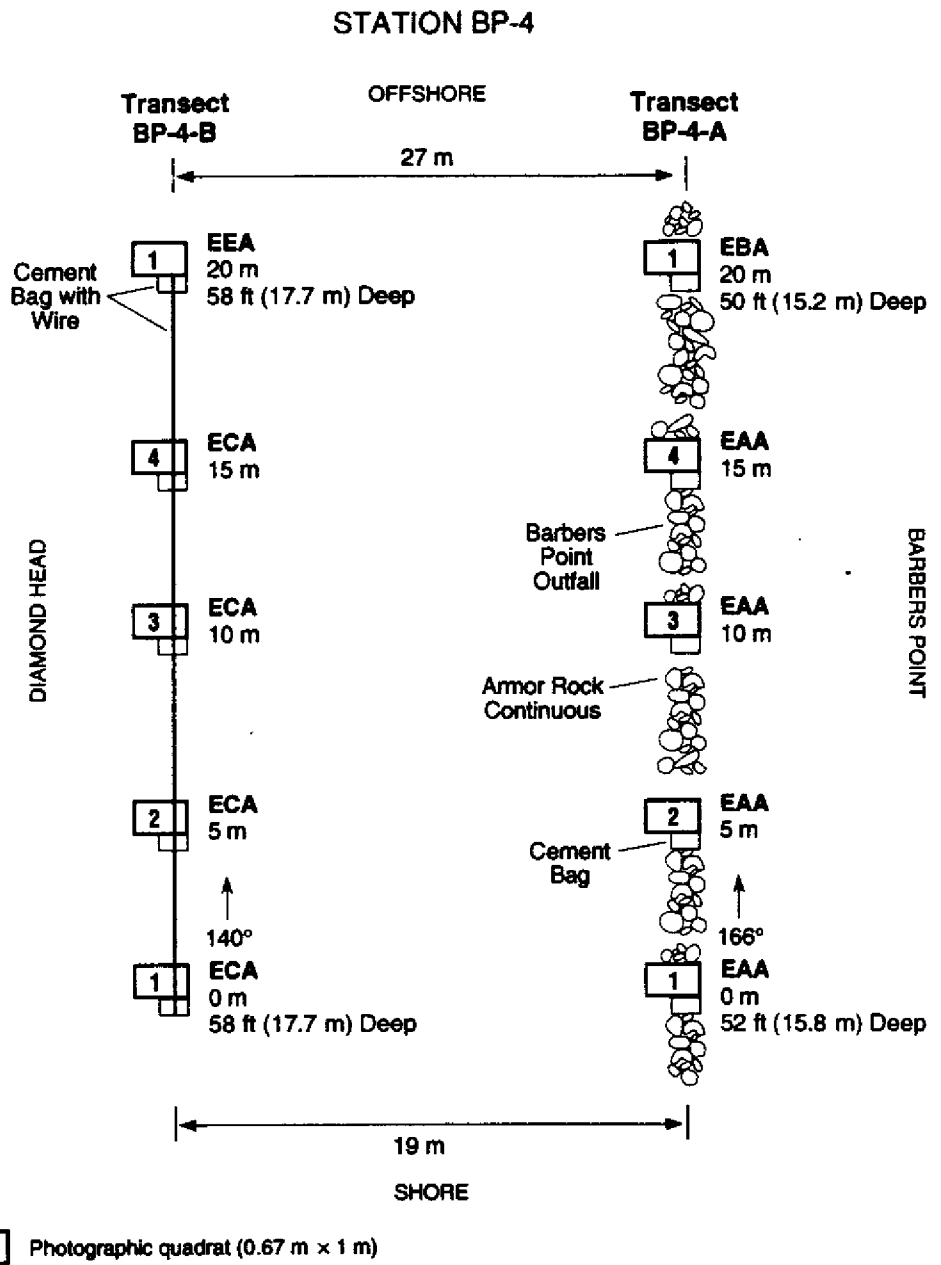 STATION BP-4
OFFSHORE
Transect
BP-4-B
Transect
BP-4-A
27 m
1
EEA
20 m
58 ft (17.7 m) Deep
Cement
Bag with
Wire
1
EBA
20 m
50 ft (15.2 m) Deep
4
ECA
15 m
4
EAA
15 m
Barbers
Point
Outfall
DIAMOND HEAD
BARBERS POINT
3
ECA
10 m
3
EAA
10 m
Armor Rock
Continuous
2
ECA
5 m
2
EAA
5 m
Cement
Bag
140°
166°
1
ECA
0 m
58 ft (17.7 m) Deep
1
EAA
0 m
52 ft (15.8 m) Deep
19 m
SHORE
Photographic quadrat (0.67 m × 1 m)